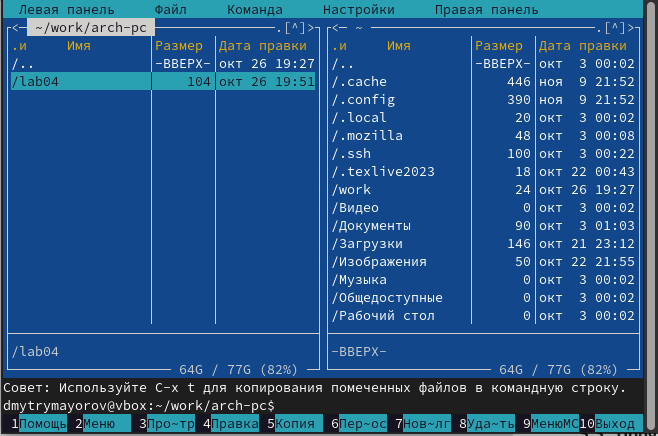 Левая панель Файл Команда Настройки Правая панель
<─ ~/work/arch-pc ─.[^]>
.и Имя Размер Дата правки
/.. -ВВЕРХ- окт 26 19:27
/lab04 104 окт 26 19:51
/lab04
64G / 77G (82%)
<─ ~ ─.[^]>
.и Имя Размер Дата правки
/.. -ВВЕРХ- окт 3 00:02
/.cache 446 ноя 9 21:52
/.config 390 ноя 9 21:52
/.local 20 окт 3 00:02
/.mozilla 48 окт 3 00:08
/.ssh 100 окт 3 00:22
/.texlive2023 18 окт 22 00:43
/work 24 окт 26 19:27
/Видео 0 окт 3 00:02
/Документы 90 окт 3 01:03
/Загрузки 146 окт 21 23:12
/Изображения 50 окт 22 21:55
/Музыка 0 окт 3 00:02
/Общедоступные 0 окт 3 00:02
/Рабочий стол 0 окт 3 00:02
-ВВЕРХ-
64G / 77G (82%)
Совет: Используйте C-x t для копирования помеченных файлов в командную строку.
dmytrymayorov@vbox:~/work/arch-pc$
1Помощь 2Меню 3Про~тр 4Правка 5Копия 6Пер~ос 7Нов~лг 8Уда~ть 9МенюMC 10Выход